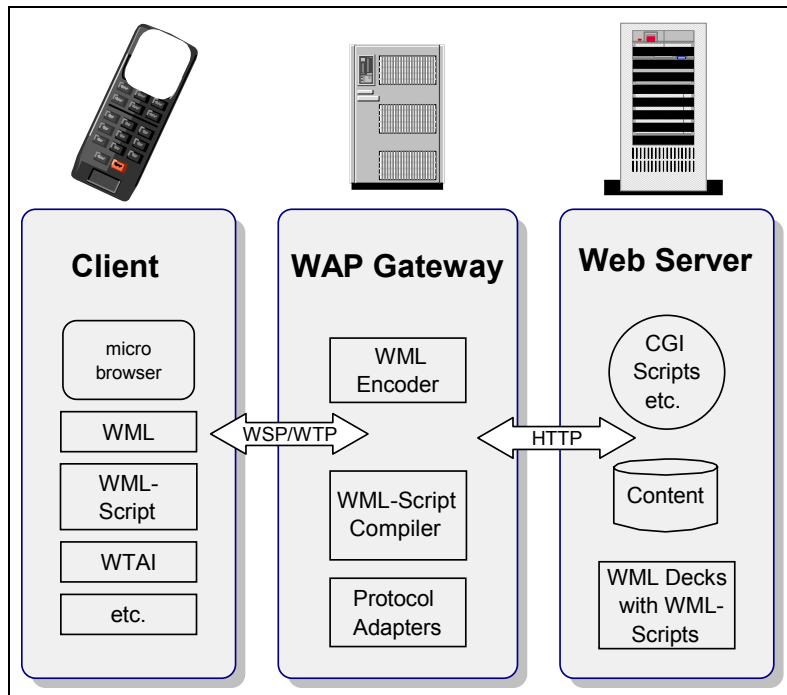 Client
micro
browser
WML
WML-
Script
WTAI
etc.
WSP/WTP
WAP Gateway
WML
Encoder
WML-Script
Compiler
Protocol
Adapters
HTTP
Web Server
CGI
Scripts
etc.
Content
WML Decks
with WML-
Scripts